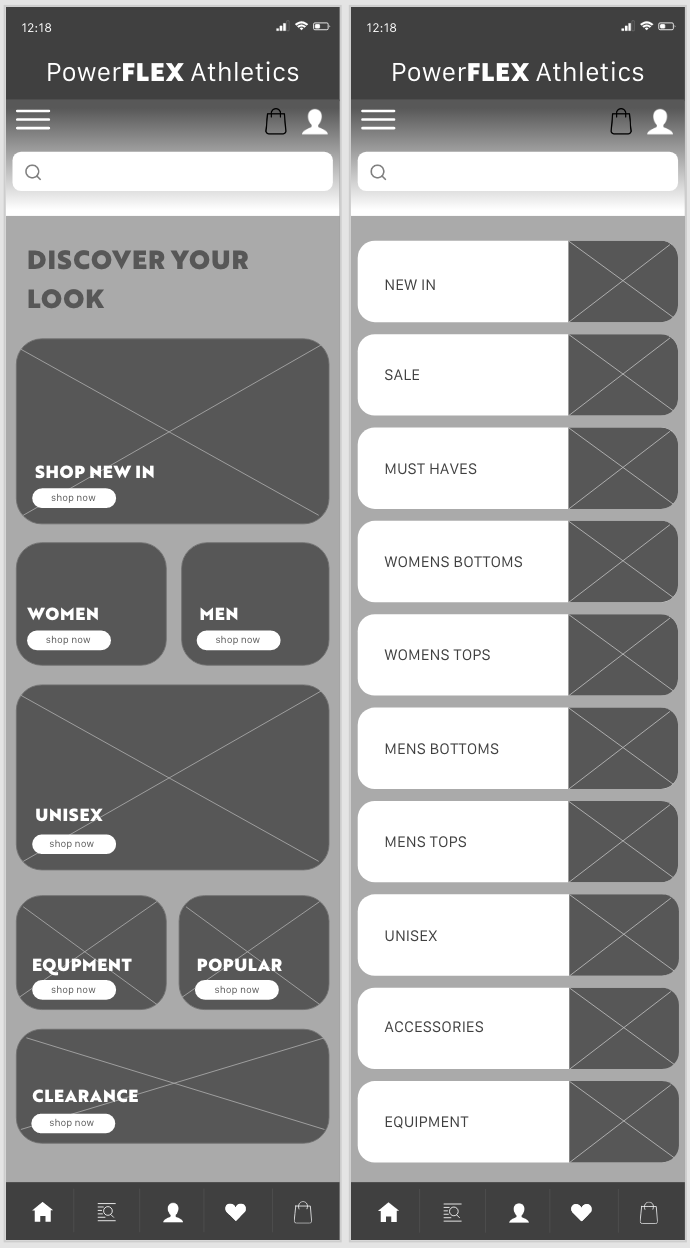 12:18
PowerFLEX Athletics
DISCOVER YOUR
LOOK
SHOP NEW IN
shop now
WOMEN
shop now
MEN
shop now
UNISEX
shop now
EQUPMENT
shop now
POPULAR
shop now
CLEARANCE
shop now
12:18
PowerFLEX Athletics
NEW IN
SALE
MUST HAVES
WOMENS BOTTOMS
WOMENS TOPS
MENS BOTTOMS
MENS TOPS
UNISEX
ACCESSORIES
EQUIPMENT